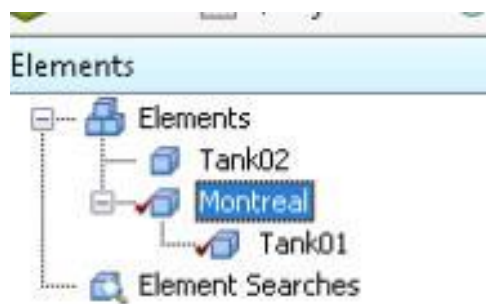 Elements
Elements
Tank02
Montreal
Tank01
Element Searches